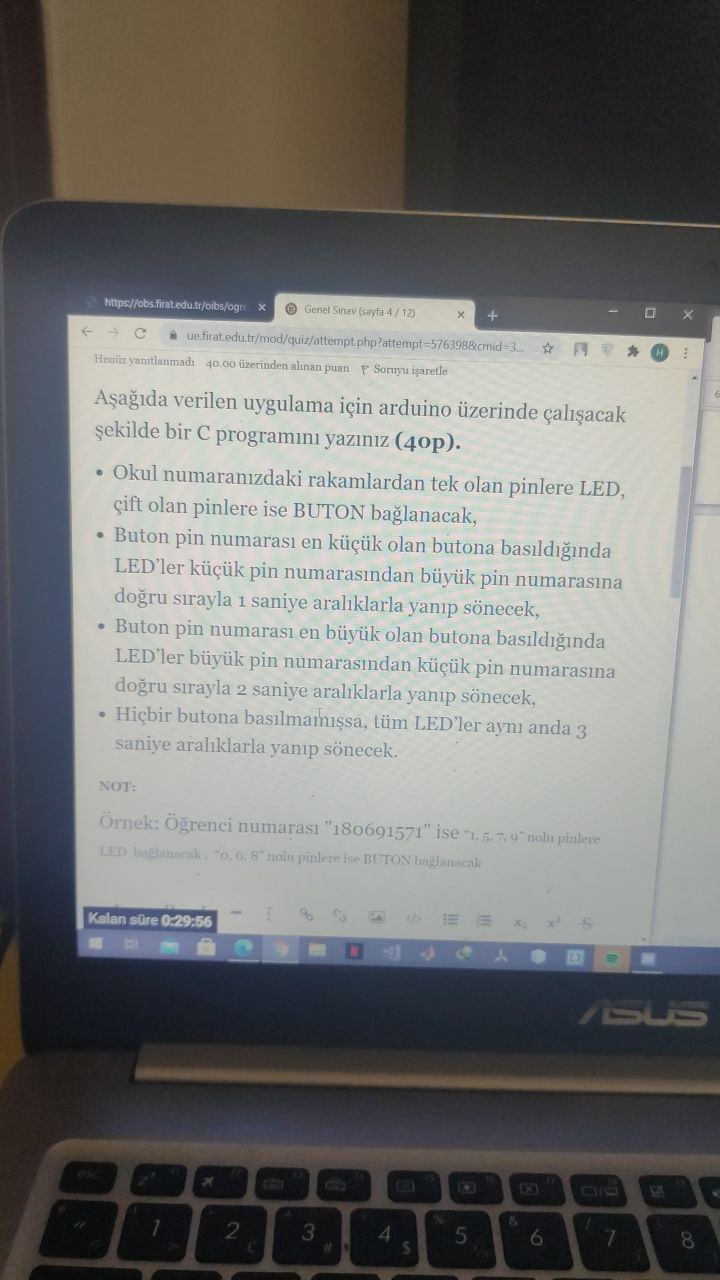 https://obs.firat.edu.tr/oibs/ogr
Genel Sınav (sayfa 4 / 12)
ue.firat.edu.tr/mod/quiz/attempt.php?attempt=576398&cmid=3...
H
Henüz yanıtlanmadı 40.00 üzerinden alınan puan Soruyu işaretle
Aşağıda verilen uygulama için arduino üzerinde çalışacak
şekilde bir C programını yazınız (40p).
• Okul numaranızdaki rakamlardan tek olan pinlere LED,
çift olan pinlere ise BUTON bağlanacak,
• Buton pin numarası en küçük olan butona basıldığında
LED'ler küçük pin numarasından büyük pin numarasına
doğru sırayla 1 saniye aralıklarla yanıp sönecek,
• Buton pin numarası en büyük olan butona basıldığında
LED'ler büyük pin numarasından küçük pin numarasına
doğru sırayla 2 saniye aralıklarla yanıp sönecek,
• Hiçbir butona basılmamışsa, tüm LED'ler aynı anda 3
saniye aralıklarla yanıp sönecek.
NOT:
Örnek: Öğrenci numarası "180691571" ise "1, 5, 7, 9" nolu pinlere
LED bağlanacak, "0, 6, 8" nolu pinlere ise BUTON bağlanacak
Kalan süre 0:29:56
ASUS
esc
1 2 £ 3 # 4 $ % 5 ½ & 6 / 7 8